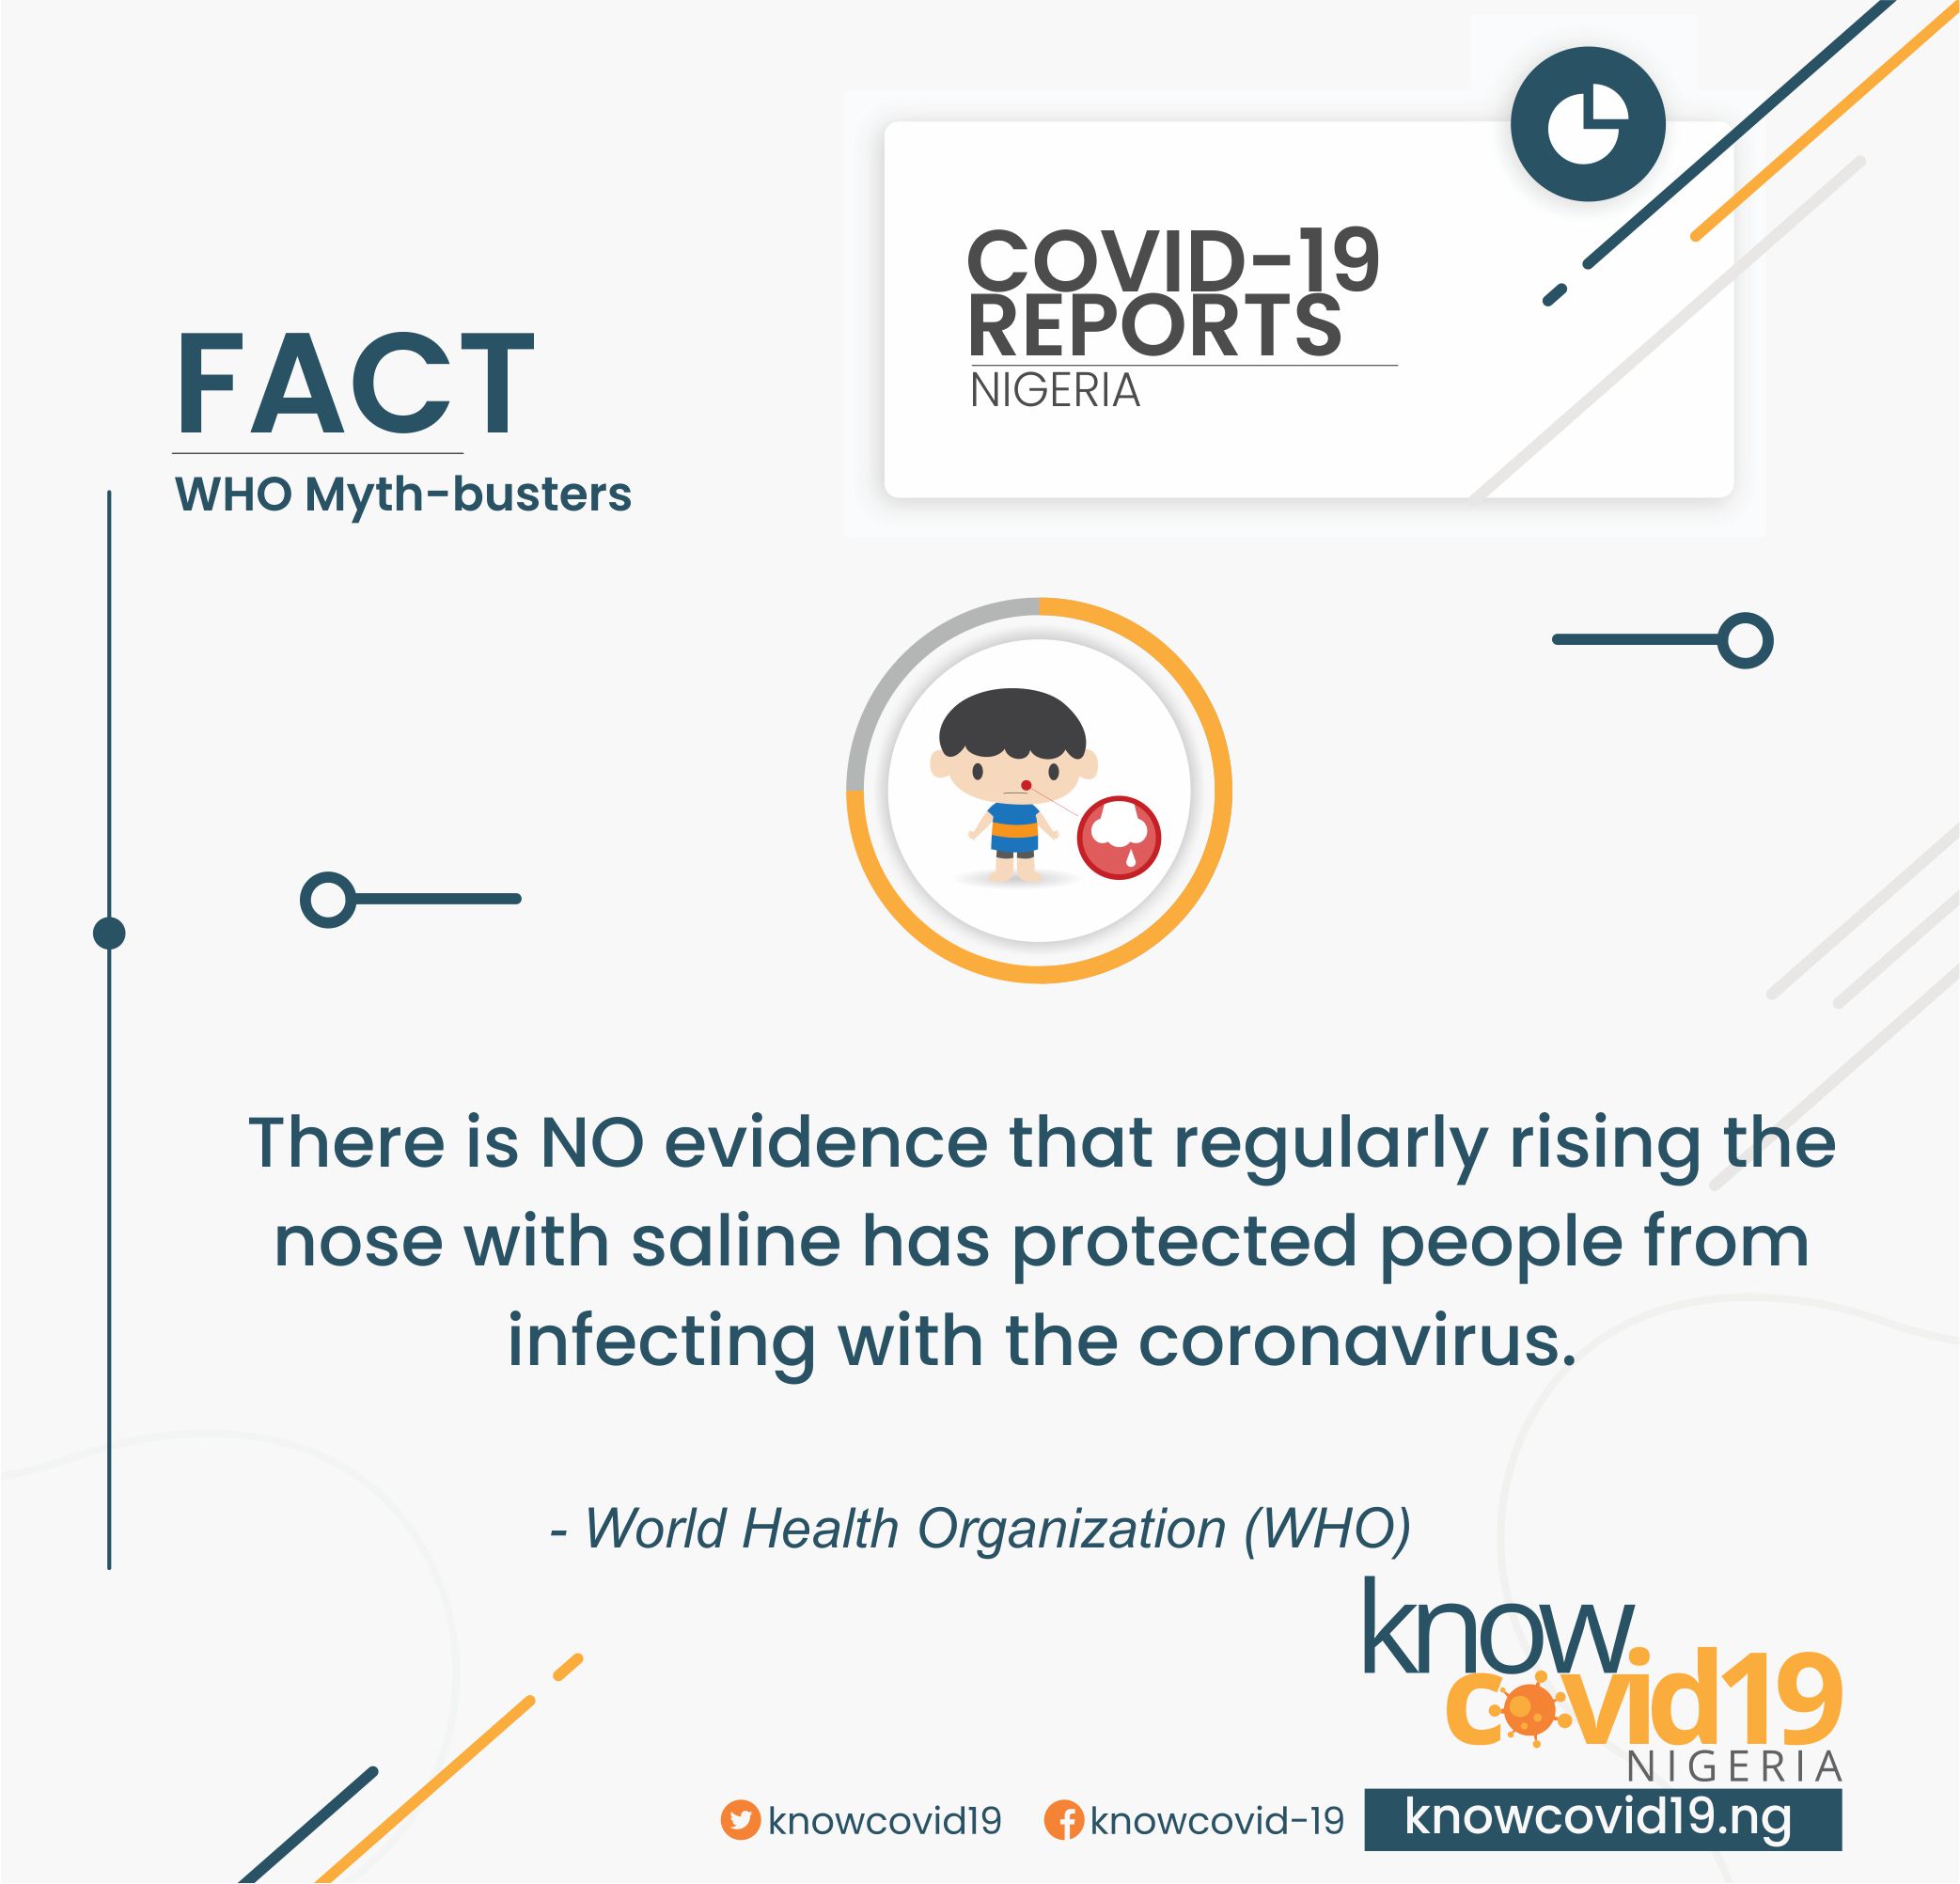 COVID-19
REPORTS
NIGERIA
FACT
WHO Myth-busters
There is NO evidence that regularly rising the
nose with saline has protected people from
infecting with the coronavirus.
- World Health Organization (WHO)
know
covid19
NIGERIA
knowcovid19 knowcovid-19 knowcovid19.ng